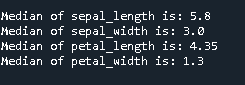 Median of sepal_length is: 5.8
Median of sepal_width is: 3.0
Median of petal_length is: 4.35
Median of petal_width is: 1.3